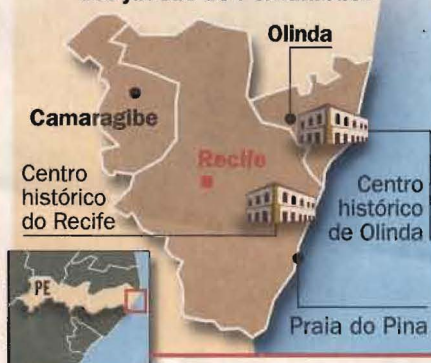 Olinda
Camaragibe
Recife
Centro
histórico
do Recife
Centro
histórico
de Olinda
PE
Praia do Pina